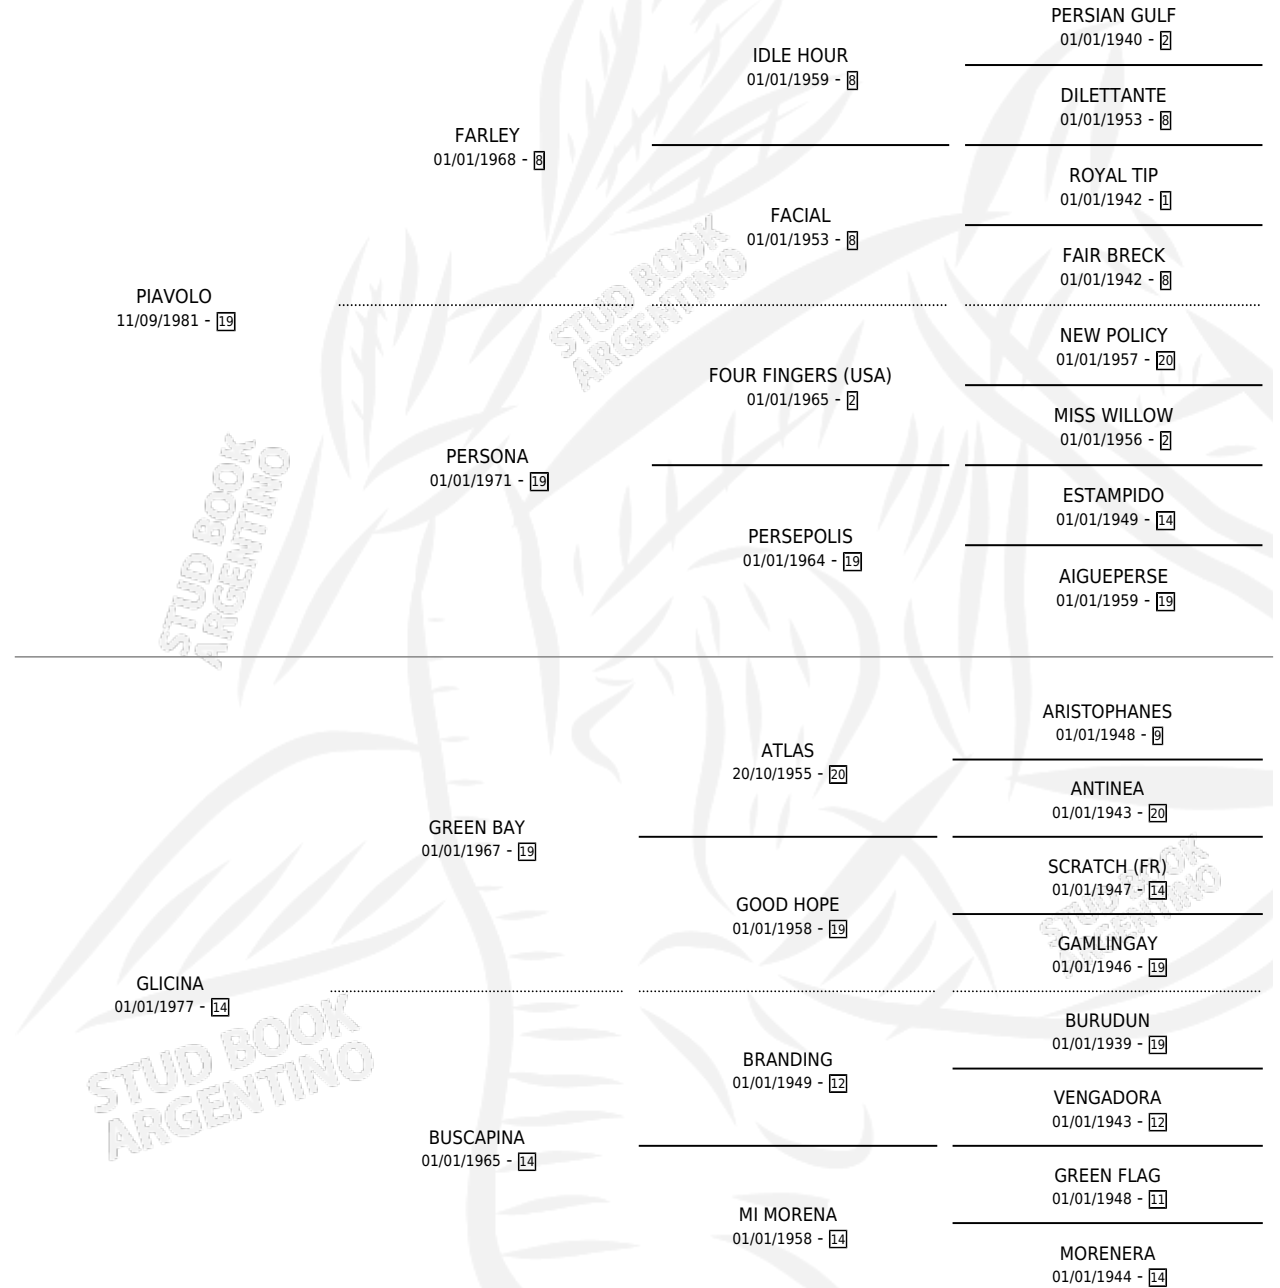 PERSIAN GULF
01/01/1940 - 2
IDLE HOUR
01/01/1959 - 8
DILETTANTE
01/01/1953 - 8
FARLEY
01/01/1968 - 8
ROYAL TIP
01/01/1942 - 1
FACIAL
01/01/1953 - 8
FAIR BRECK
01/01/1942 - 8
PIAVOLO
11/09/1981 - 19
NEW POLICY
01/01/1957 - 20
FOUR FINGERS (USA)
01/01/1965 - 2
MISS WILLOW
01/01/1956 - 2
PERSONA
01/01/1971 - 19
ESTAMPIDO
01/01/1949 - 14
PERSEPOLIS
01/01/1964 - 19
AIGUEPERSE
01/01/1959 - 19
STUD BOOK
ARGENTINO
STUD BOOK
ARGENTINO
ARISTOPHANES
01/01/1948 - 9
ATLAS
20/10/1955 - 20
ANTINEA
01/01/1943 - 20
GREEN BAY
01/01/1967 - 19
SCRATCH (FR)
01/01/1947 - 14
GOOD HOPE
01/01/1958 - 19
GAMLINGAY
01/01/1946 - 19
GLICINA
01/01/1977 - 14
BURUDUN
01/01/1939 - 19
BRANDING
01/01/1949 - 12
VENGADORA
01/01/1943 - 12
BUSCAPINA
01/01/1965 - 14
GREEN FLAG
01/01/1948 - 11
MI MORENA
01/01/1958 - 14
MORENERA
01/01/1944 - 14
STUD BOOK
ARGENTINO
STUD BOOK
ARGENTINO